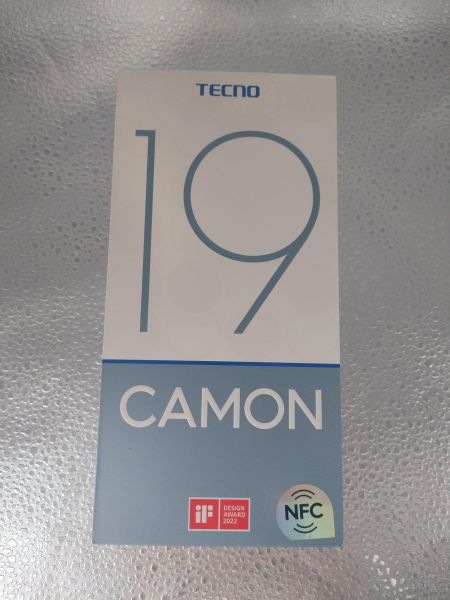 TECNO
19
CAMON
iF
DESIGN
AWARD
2022
NFC